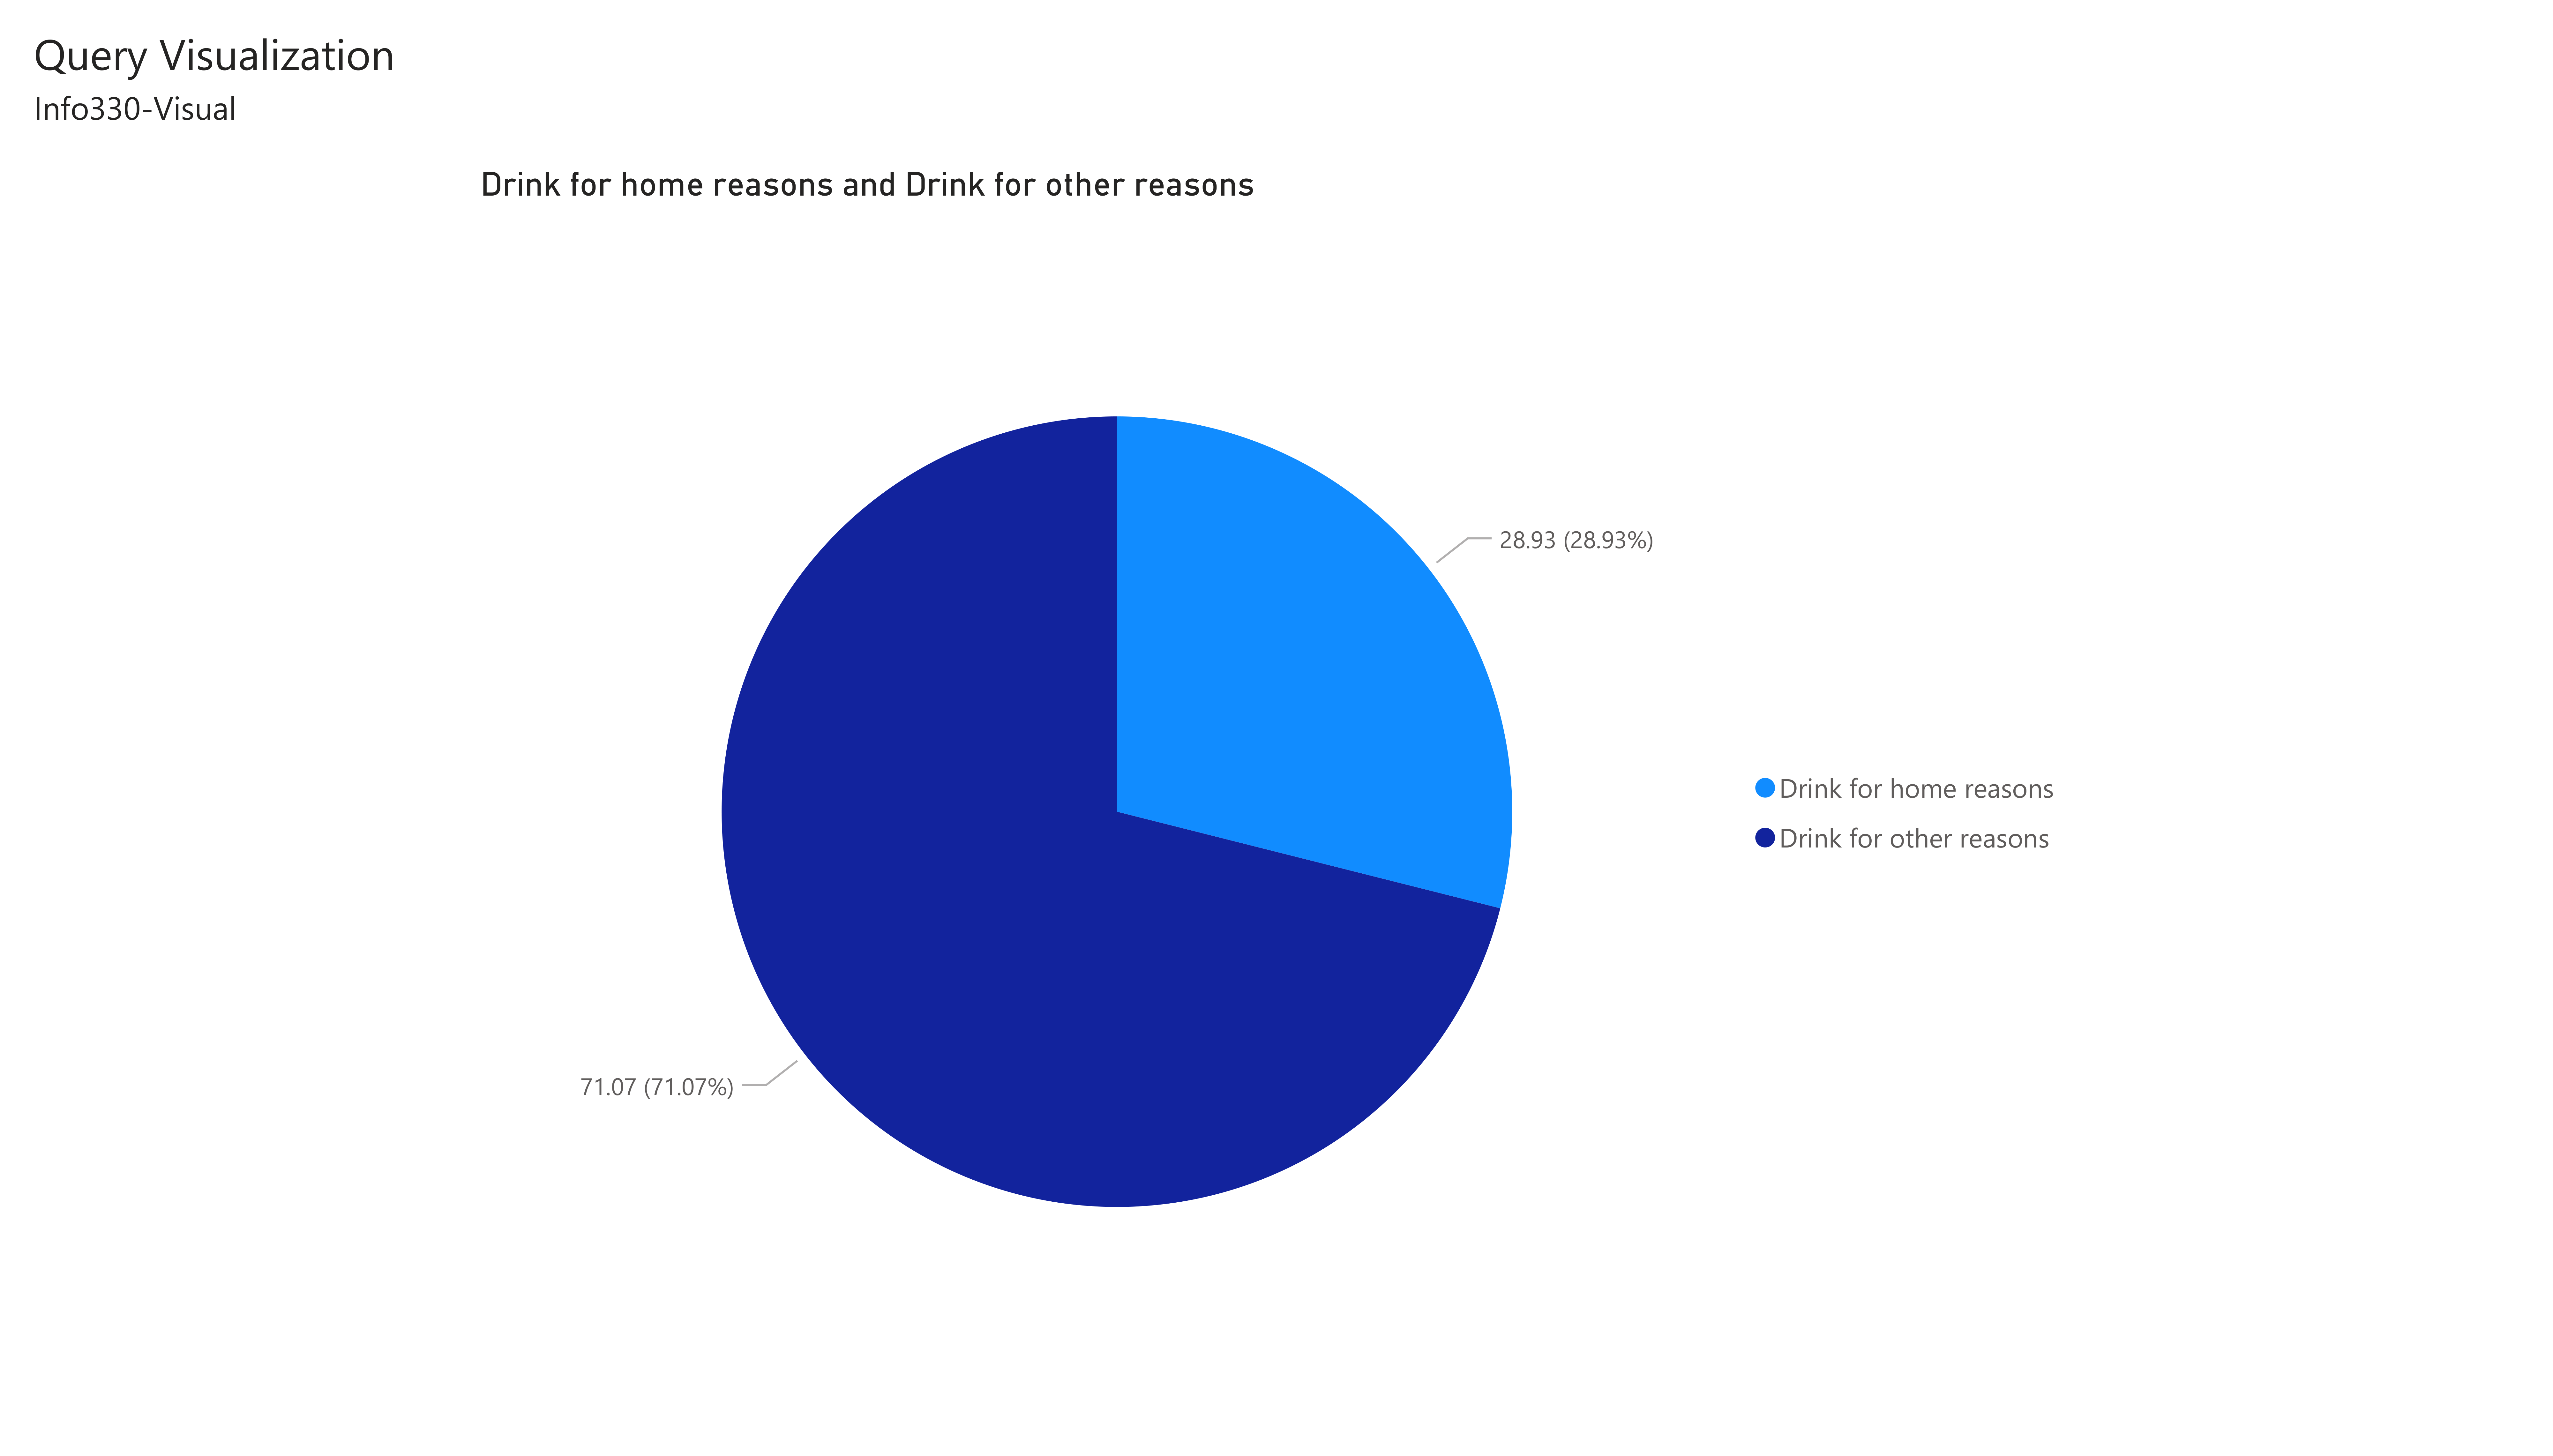 Query Visualization
Info330-Visual
Drink for home reasons and Drink for other reasons
28.93 (28.93%)
Drink for home reasons
Drink for other reasons
71.07 (71.07%)